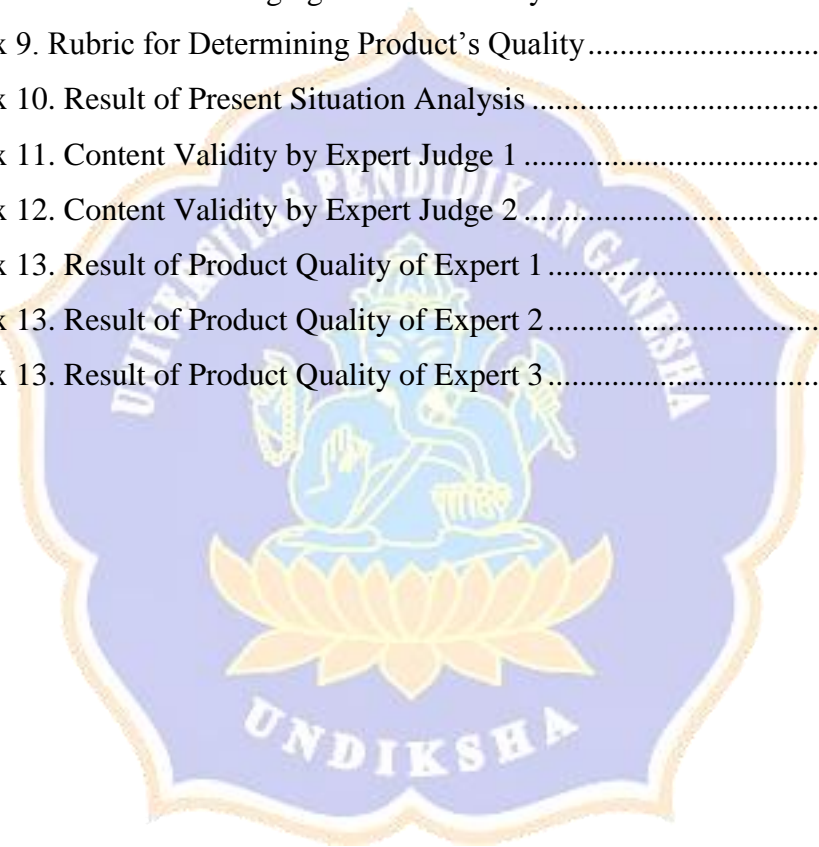 x 9. Rubric for Determining Product's Quality................................
x 10. Result of Present Situation Analysis.......................................
x 11. Content Validity by Expert Judge 1........................................
x 12. Content Validity by Expert Judge 2........................................
x 13. Result of Product Quality of Expert 1.....................................
x 13. Result of Product Quality of Expert 2.....................................
x 13. Result of Product Quality of Expert 3.....................................
UNIVERSITAS PENDIDIKAN GANESHA
UNDIKSHA